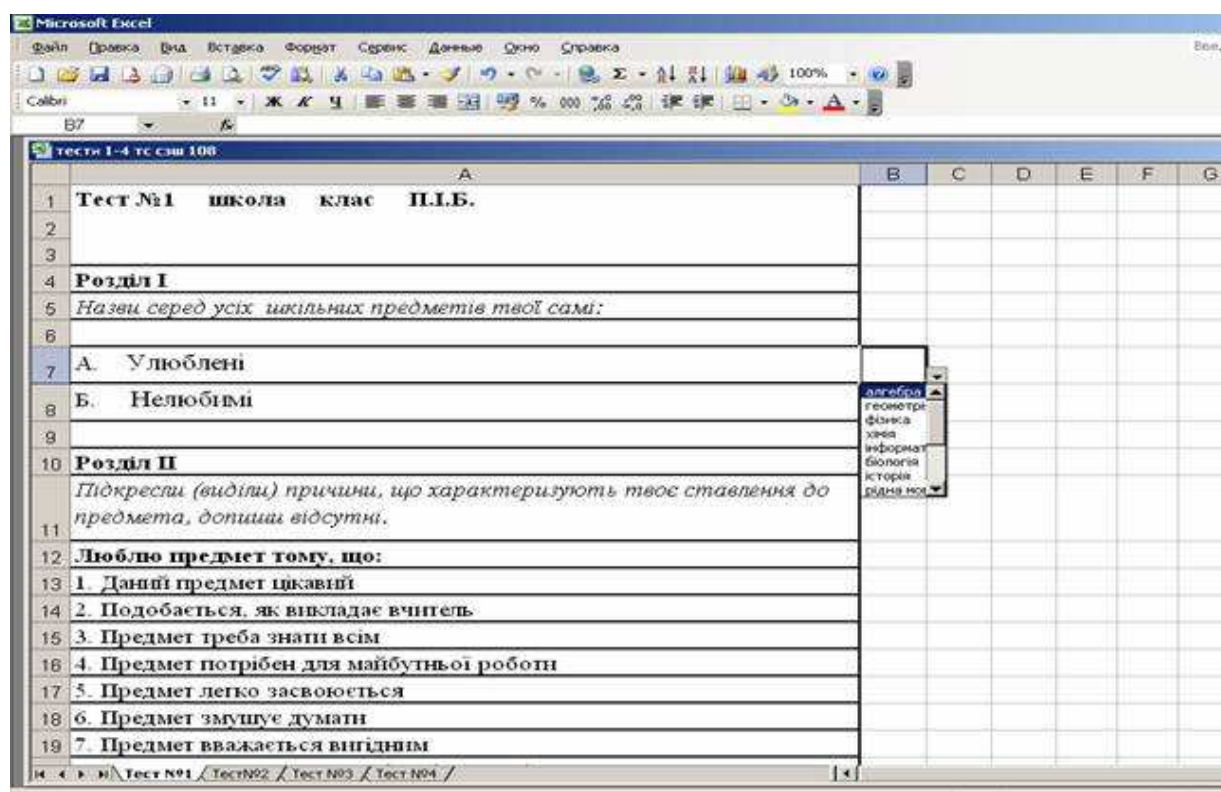 Microsoft Excel
Файл Правка Вид Вставка Формат Сервис Данные Окно Справка
100%
Calibri 11 Ж К Ч % 000
B7 fx
тести 1-4 тс сзш 108
A B C D E F G
1 Тест №1 школа клас П.І.Б.
2
3
4 Розділ І
5 Назви серед усіх шкільних предметів твої самі:
6
7 А. Улюблені
8 Б. Нелюбимі
алгебра
геометрі
фізика
хімія
інформат
біологія
історія
рідна мов
9
10 Розділ ІІ
Підкресли (виділи) причини, що характеризують твоє ставлення до
11 предмета, допиши відсутні.
12 Люблю предмет тому, що:
13 1. Даний предмет цікавий
14 2. Подобається, як викладає вчитель
15 3. Предмет треба знати всім
16 4. Предмет потрібен для майбутньої роботи
17 5. Предмет легко засвоюється
18 6. Предмет змушує думати
19 7. Предмет вважається вигідним
Тест №1 Тест№2 Тест №3 Тест №4